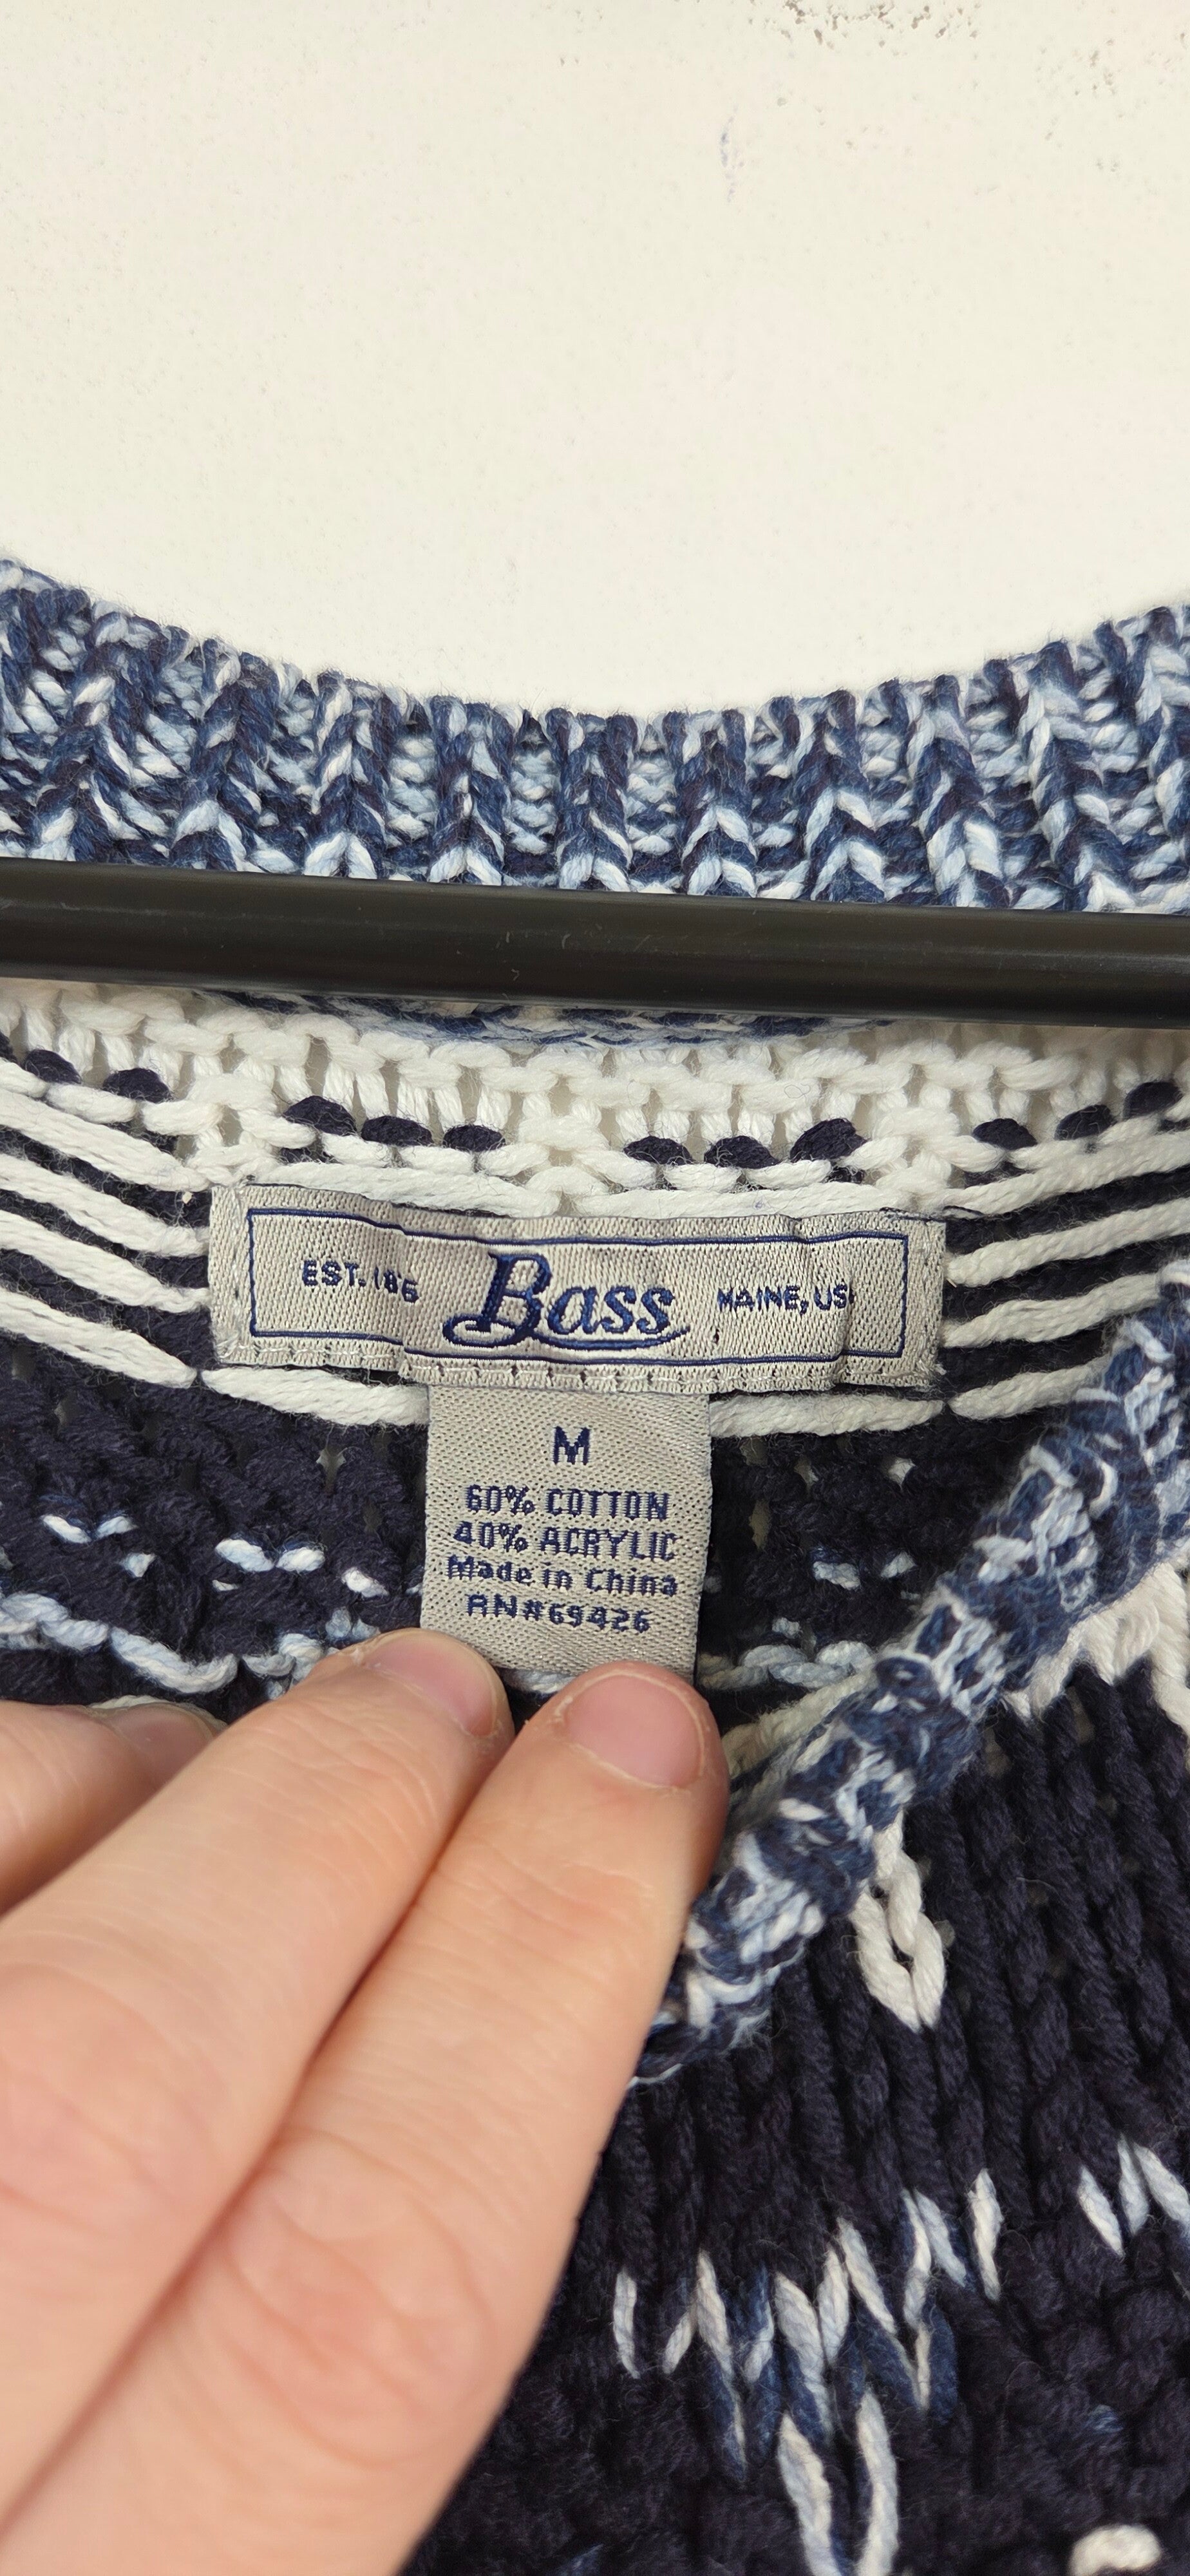 EST. 186 Bass MAINE, US
M
60% COTTON
40% ACRYLIC
Made in China
RN#69426